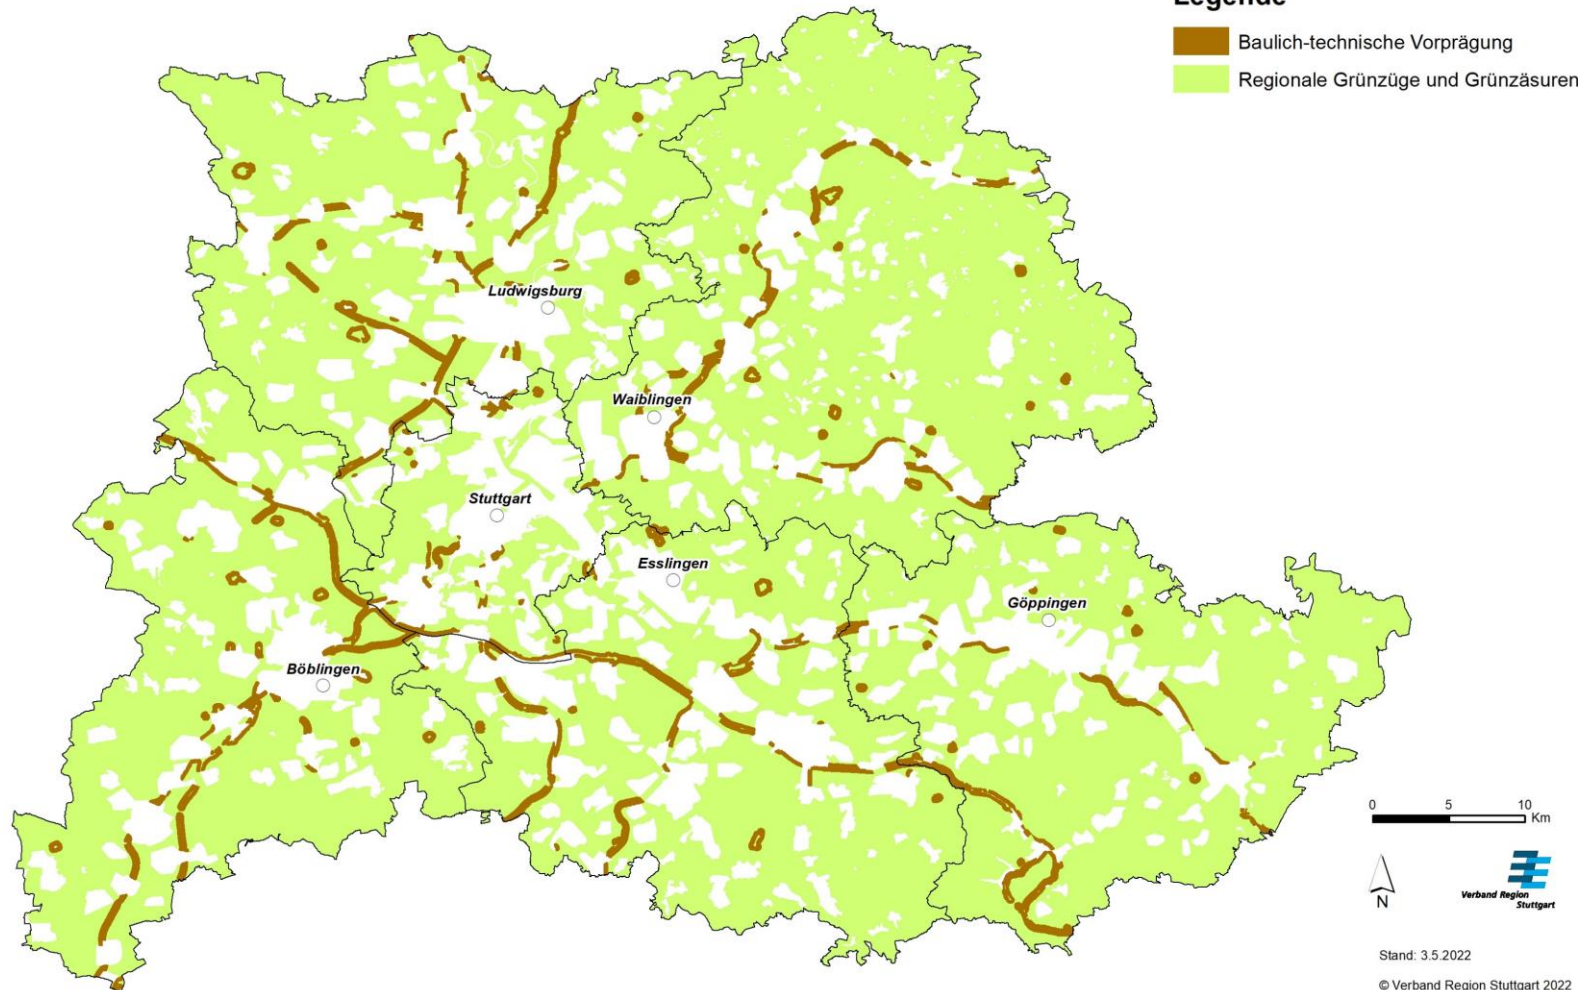 Legende
Baulich-technische Vorprägung
Regionale Grünzüge und Grünzäsuren
Ludwigsburg
Waiblingen
Stuttgart
Esslingen
Göppingen
Böblingen
0 5 10
Km
N
Verband Region
Stuttgart
Stand: 3.5.2022
© Verband Region Stuttgart 2022